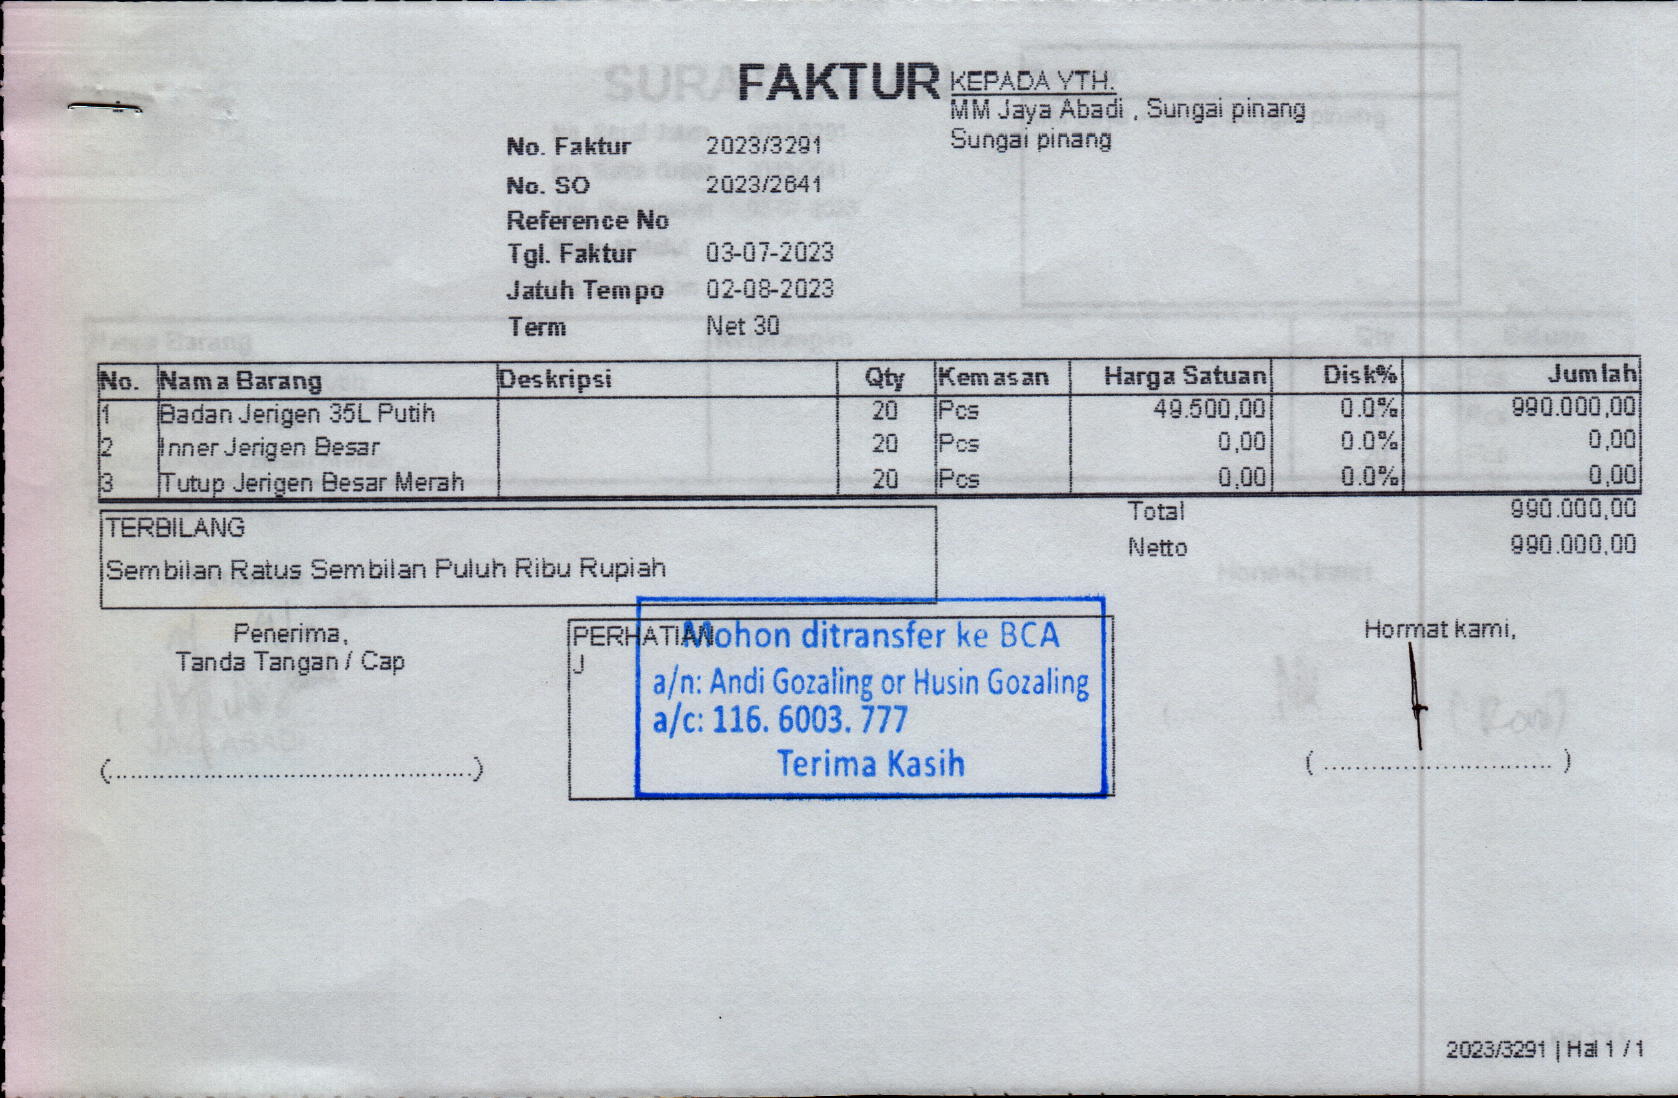 FAKTUR
KEPADA YTH.
MM Jaya Abadi , Sungai pinang
Sungai pinang
No. Faktur 2023/3291
No. SO 2023/2841
Reference No
Tgl. Faktur 03-07-2023
Jatuh Tempo 02-08-2023
Term Net 30
No. Nama Barang Deskripsi Qty Kemasan Harga Satuan Disk% Jumlah
1 Badan Jerigen 35L Putih 20 Pcs 49.500,00 0.0% 990.000,00
2 Inner Jerigen Besar 20 Pcs 0,00 0.0% 0,00
3 Tutup Jerigen Besar Merah 20 Pcs 0,00 0.0% 0,00
Total 990.000,00
Netto 990.000,00
TERBILANG
Sembilan Ratus Sembilan Puluh Ribu Rupiah
Penerima,
Tanda Tangan / Cap
(............................................)
PERHATIAN
J
Mohon ditransfer ke BCA
a/n: Andi Gozaling or Husin Gozaling
a/c: 116. 6003. 777
Terima Kasih
Hormat kami,
( ............................ )
2023/3291 | Hal 1 / 1